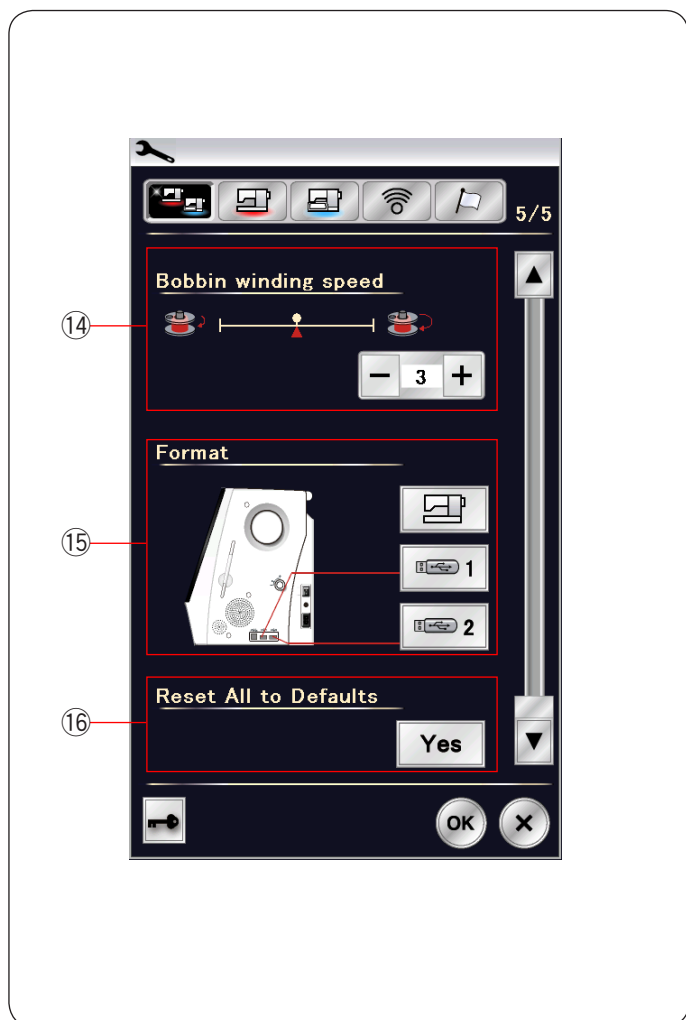 5/5
⑭
Bobbin winding speed
− 3 +
⑮
Format
1
2
⑯
Reset All to Defaults
Yes
OK